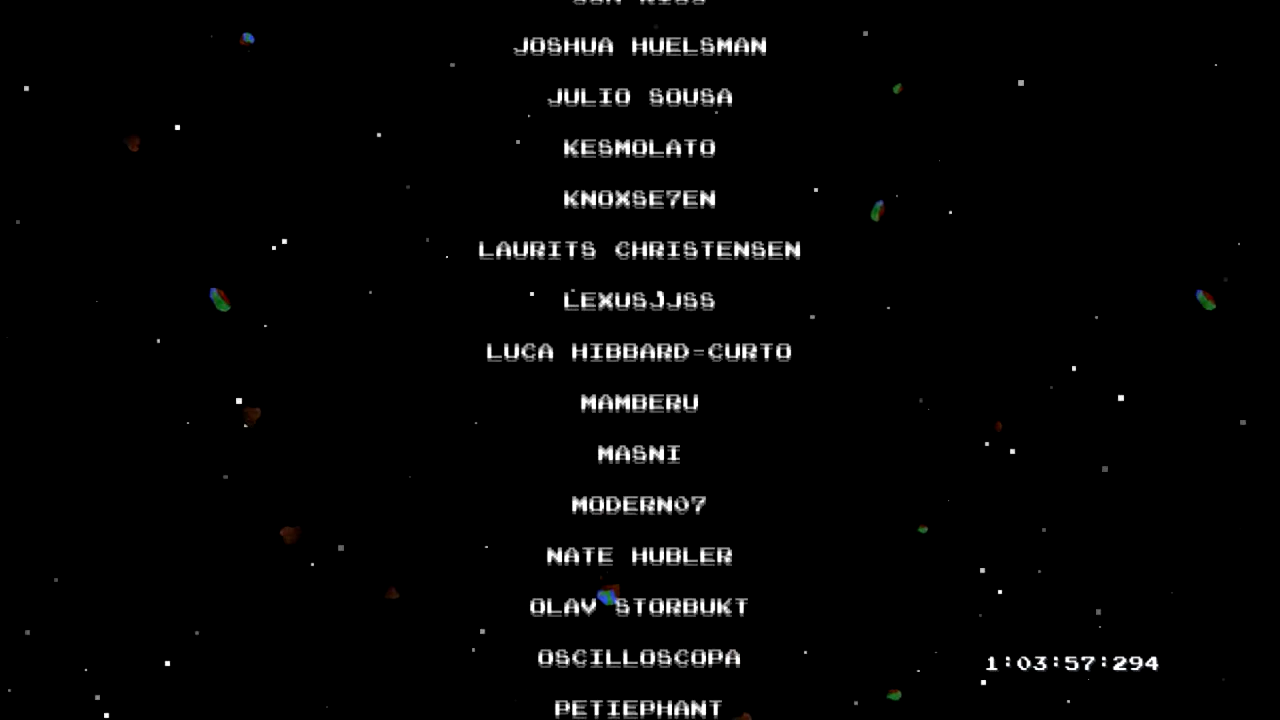 JOSHUA HUELSMAN
JULIO SOUSA
KESMOLATO
KNOXSE7EN
LAURITS CHRISTENSEN
LEXUSJJSS
LUCA HIBBARD-CURTO
MAMBERU
MASNI
MODERN07
NATE HUBLER
OLAV STORBUKT
OSCILLOSCOPA
1:03:57:294
PETIEPHANT